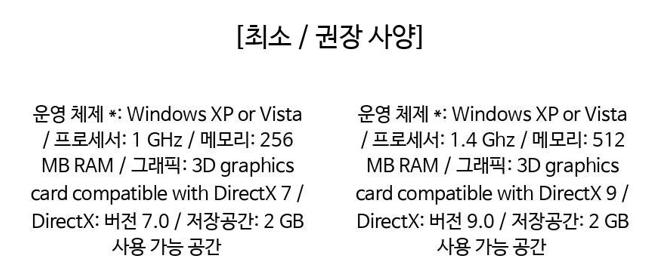 [최소 / 권장 사양]
운영 체제 *: Windows XP or Vista
/ 프로세서: 1 GHz / 메모리: 256
MB RAM / 그래픽: 3D graphics
card compatible with DirectX 7 /
DirectX: 버전 7.0 / 저장공간: 2 GB
사용 가능 공간
운영 체제 *: Windows XP or Vista
/ 프로세서: 1.4 Ghz / 메모리: 512
MB RAM / 그래픽: 3D graphics
card compatible with DirectX 9 /
DirectX: 버전 9.0 / 저장공간: 2 GB
사용 가능 공간